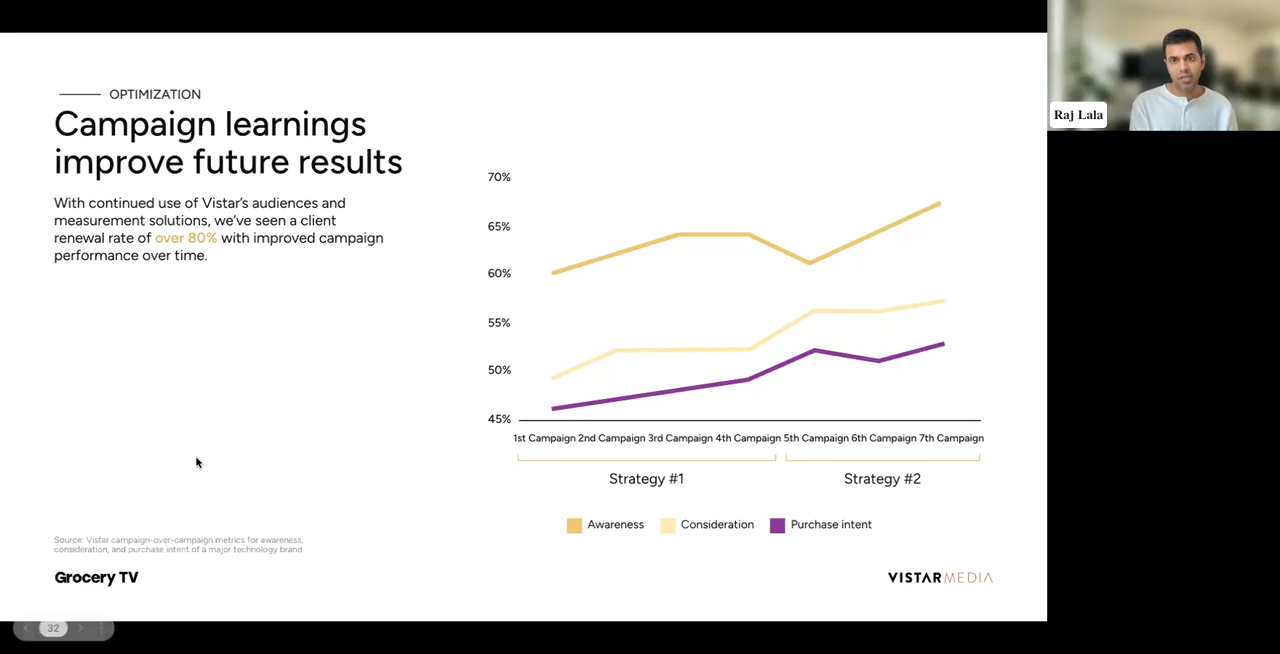 OPTIMIZATION
Campaign learnings
improve future results
With continued use of Vistar's audiences and
measurement solutions, we've seen a client
renewal rate of over 80% with improved campaign
performance over time.
70%
65%
60%
55%
50%
45%
1st Campaign 2nd Campaign 3rd Campaign 4th Campaign 5th Campaign 6th Campaign 7th Campaign
Strategy #1 Strategy #2
Awareness Consideration Purchase intent
Source: Vistar campaign-over-campaign metrics for awareness,
consideration, and purchase intent of a major technology brand
Grocery TV
VISTARMEDIA
32
Raj Lala